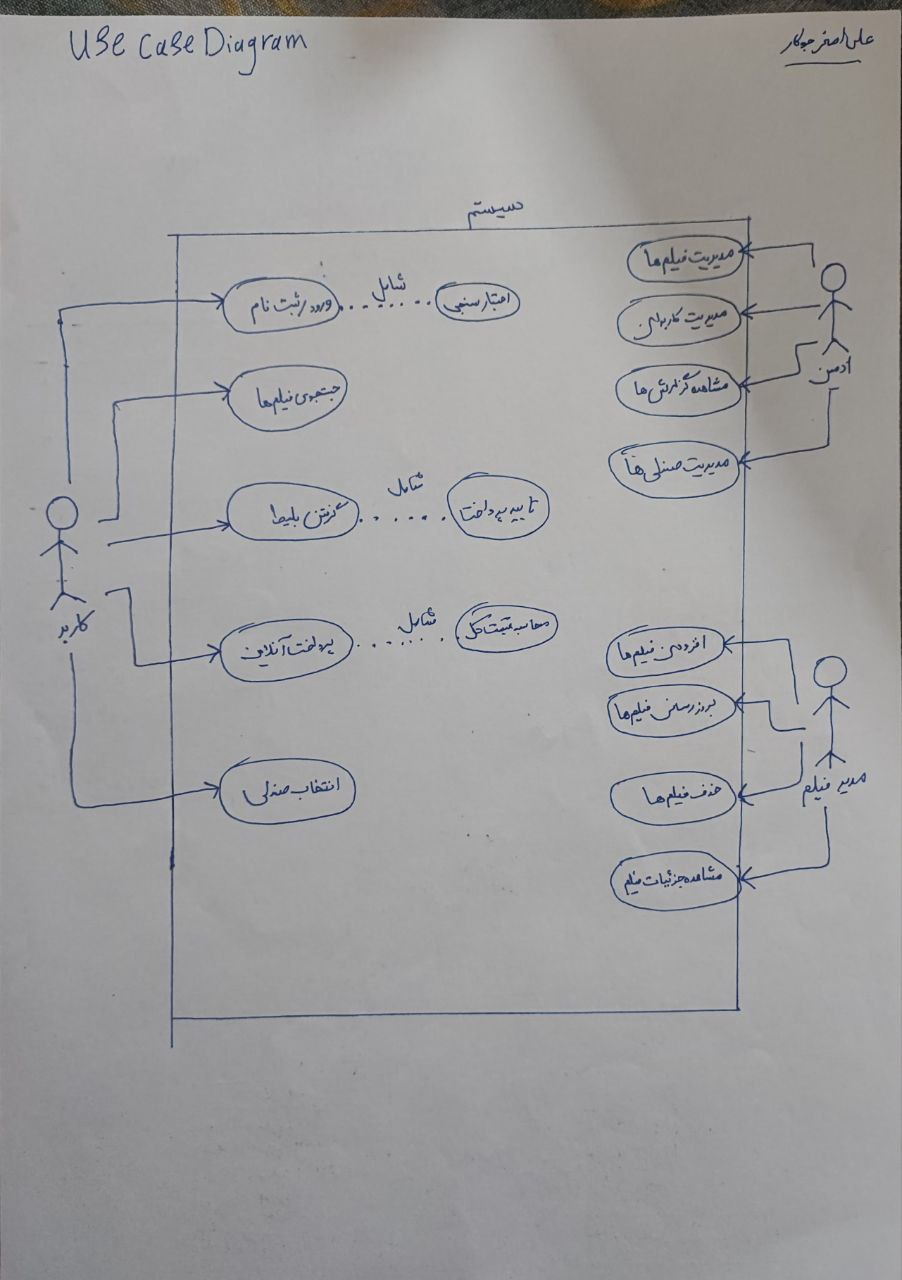 Use Case Diagram
علی اصغر جوکار
سیستم
ورود/ثبت نام
شامل
اعتبارسنجی
جستجوی فیلم‌ها
گرفتن بلیط
شامل
تایید پرداخت
پرداخت آنلاین
شامل
محاسبه قیمت کل
انتخاب صندلی
کاربر
مدیریت فیلم‌ها
مدیریت کاربران
مشاهده گزارش‌ها
مدیریت صندلی‌ها
ادمین
افزودن فیلم‌ها
بروزرسانی فیلم‌ها
حذف فیلم‌ها
مشاهده جزئیات فیلم
مدیر فیلم